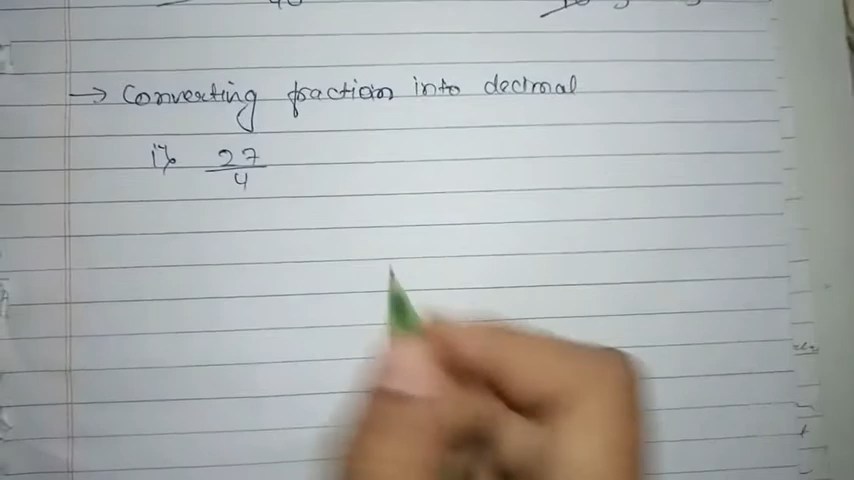 → Converting fraction into decimal
i) 27/4